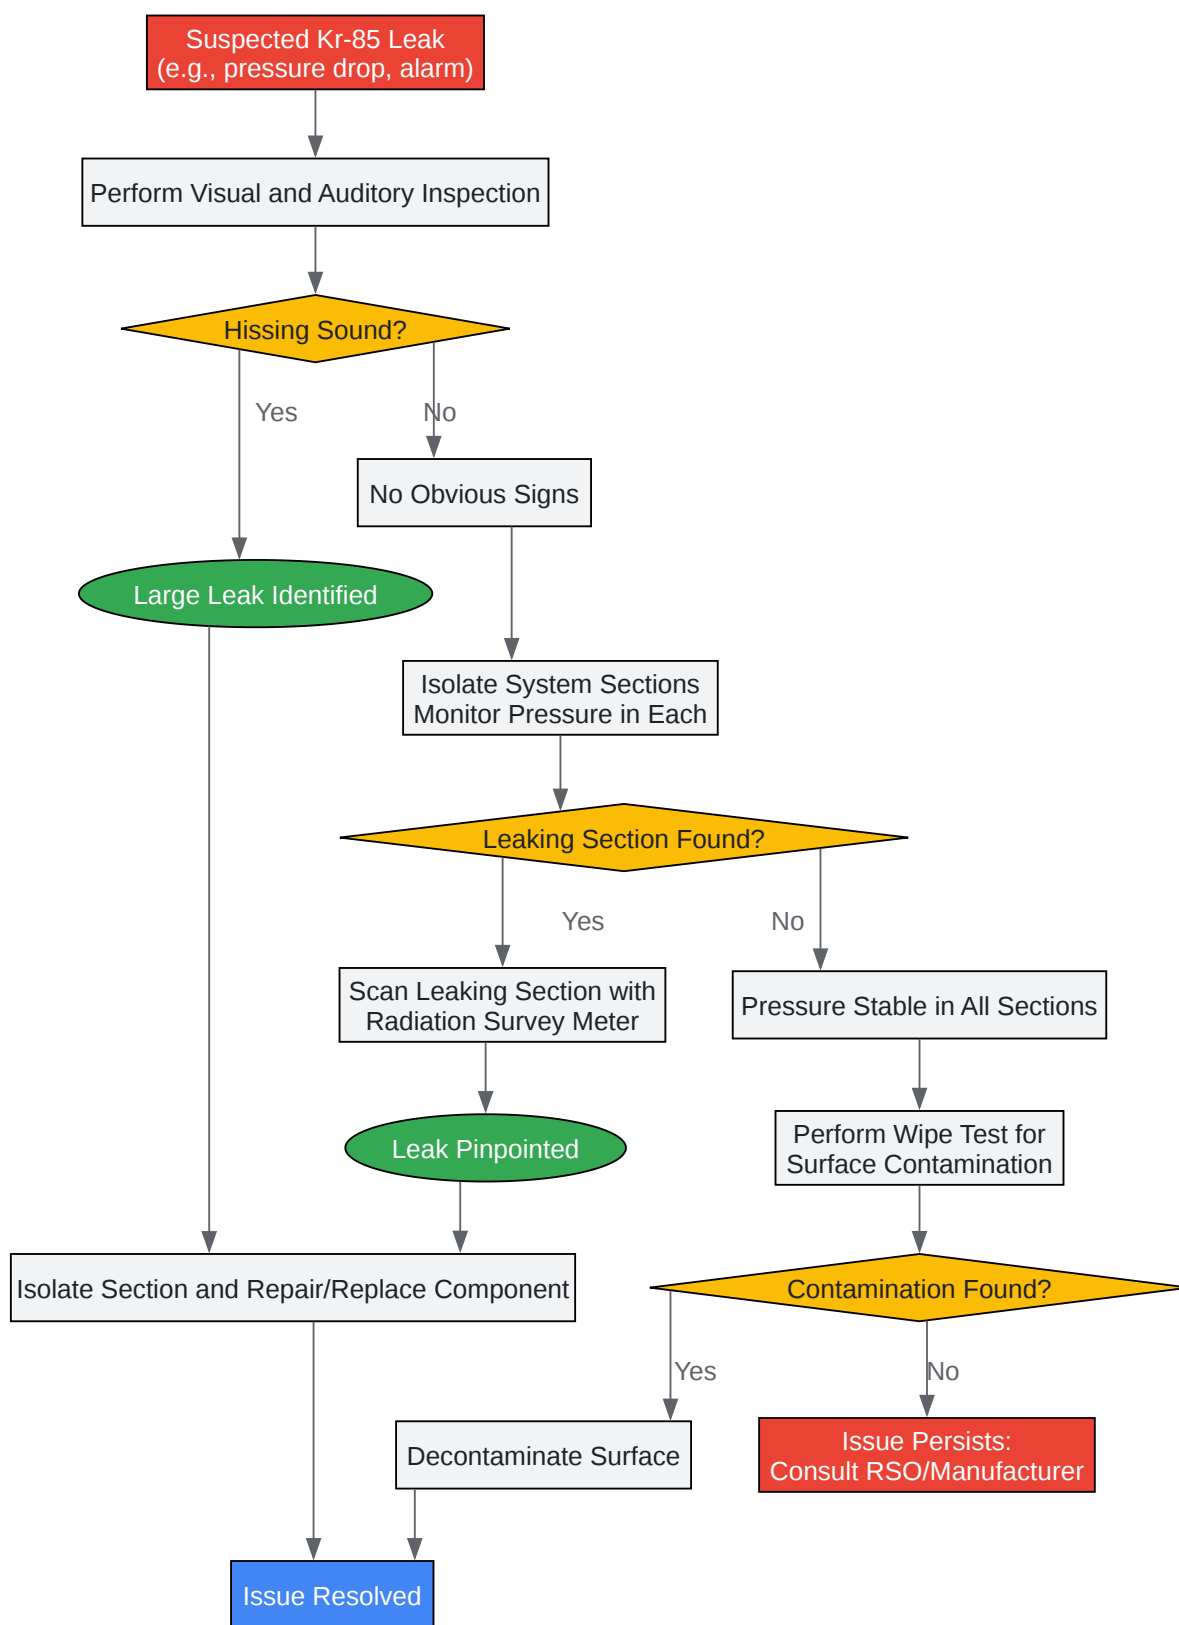 Suspected Kr-85 Leak
(e.g., pressure drop, alarm)
Perform Visual and Auditory Inspection
Hissing Sound?
Yes
No
No Obvious Signs
Large Leak Identified
Isolate System Sections
Monitor Pressure in Each
Leaking Section Found?
Yes
No
Scan Leaking Section with
Radiation Survey Meter
Pressure Stable in All Sections
Leak Pinpointed
Perform Wipe Test for
Surface Contamination
Isolate Section and Repair/Replace Component
Contamination Found?
Yes
No
Decontaminate Surface
Issue Persists:
Consult RSO/Manufacturer
Issue Resolved